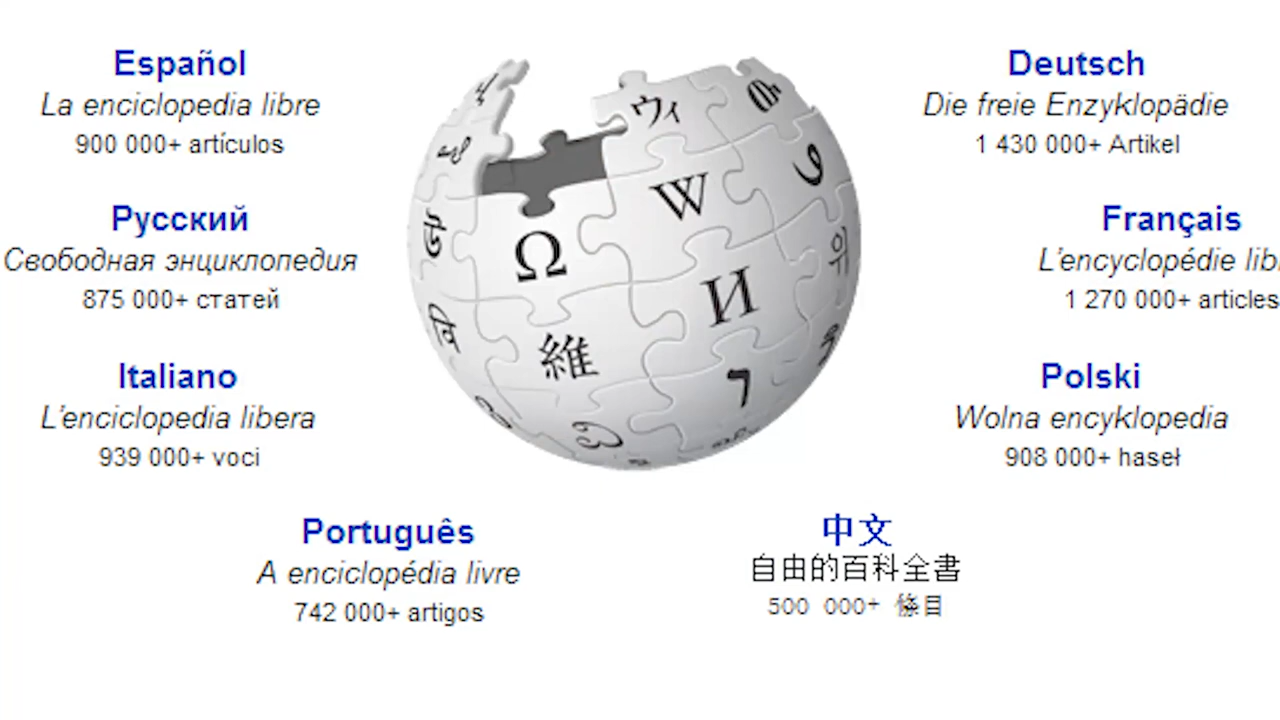 Español
La enciclopedia libre
900 000+ artículos
Deutsch
Die freie Enzyklopädie
1 430 000+ Artikel
Русский
Свободная энциклопедия
875 000+ статей
Français
L'encyclopédie
1 270 000+ articles
Italiano
L'enciclopedia libera
939 000+ voci
Polski
Wolna encyklopedia
908 000+ haseł
Português
A enciclopédia livre
742 000+ artigos
中文
自由的百科全書
500 000+ 條目
ウィ
W
Ω
И
維